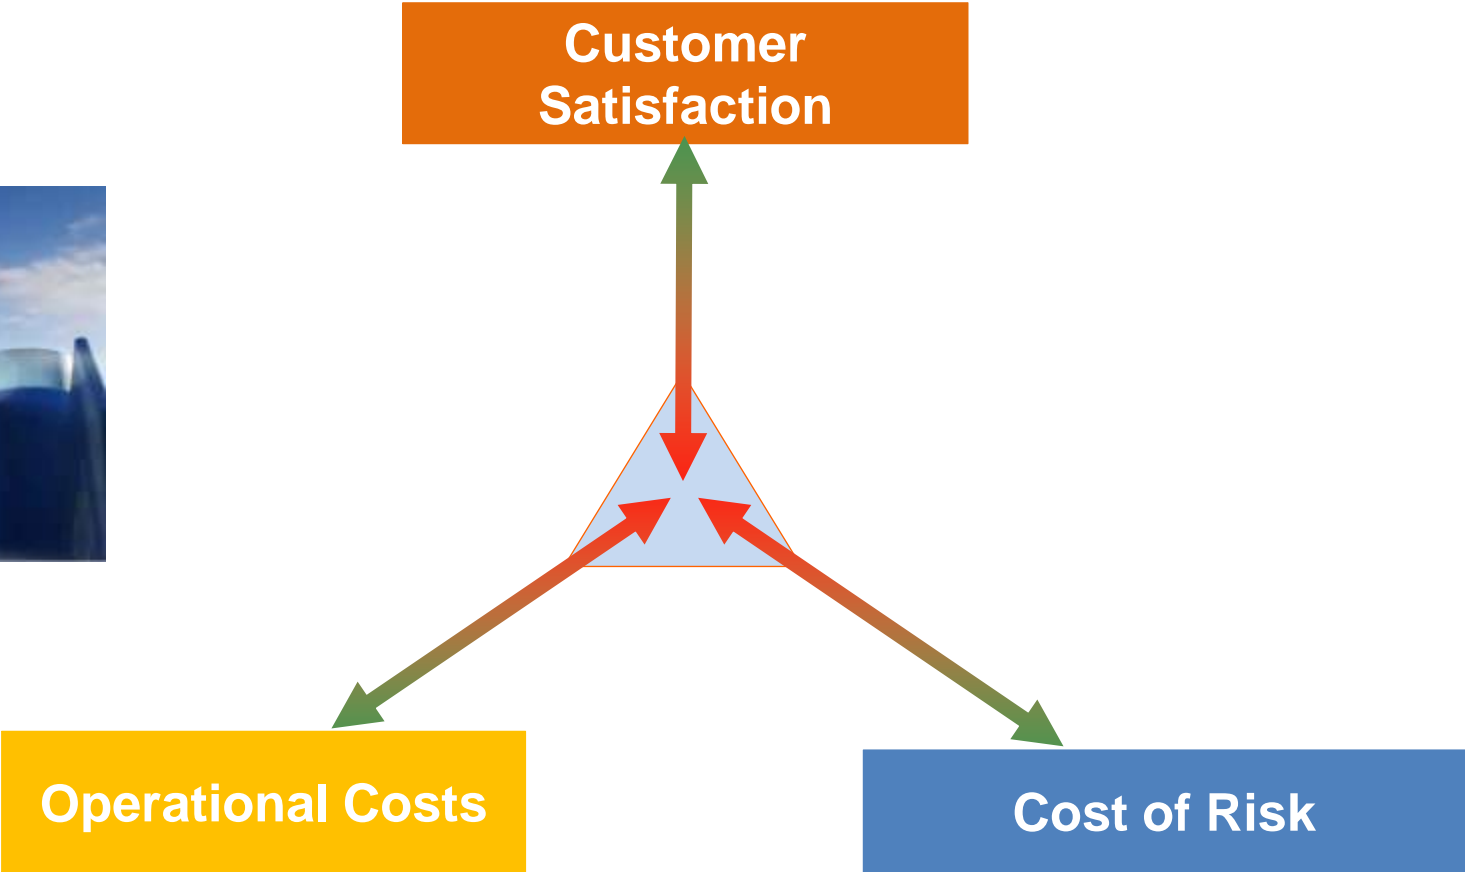 Customer
Satisfaction
Operational Costs
Cost of Risk